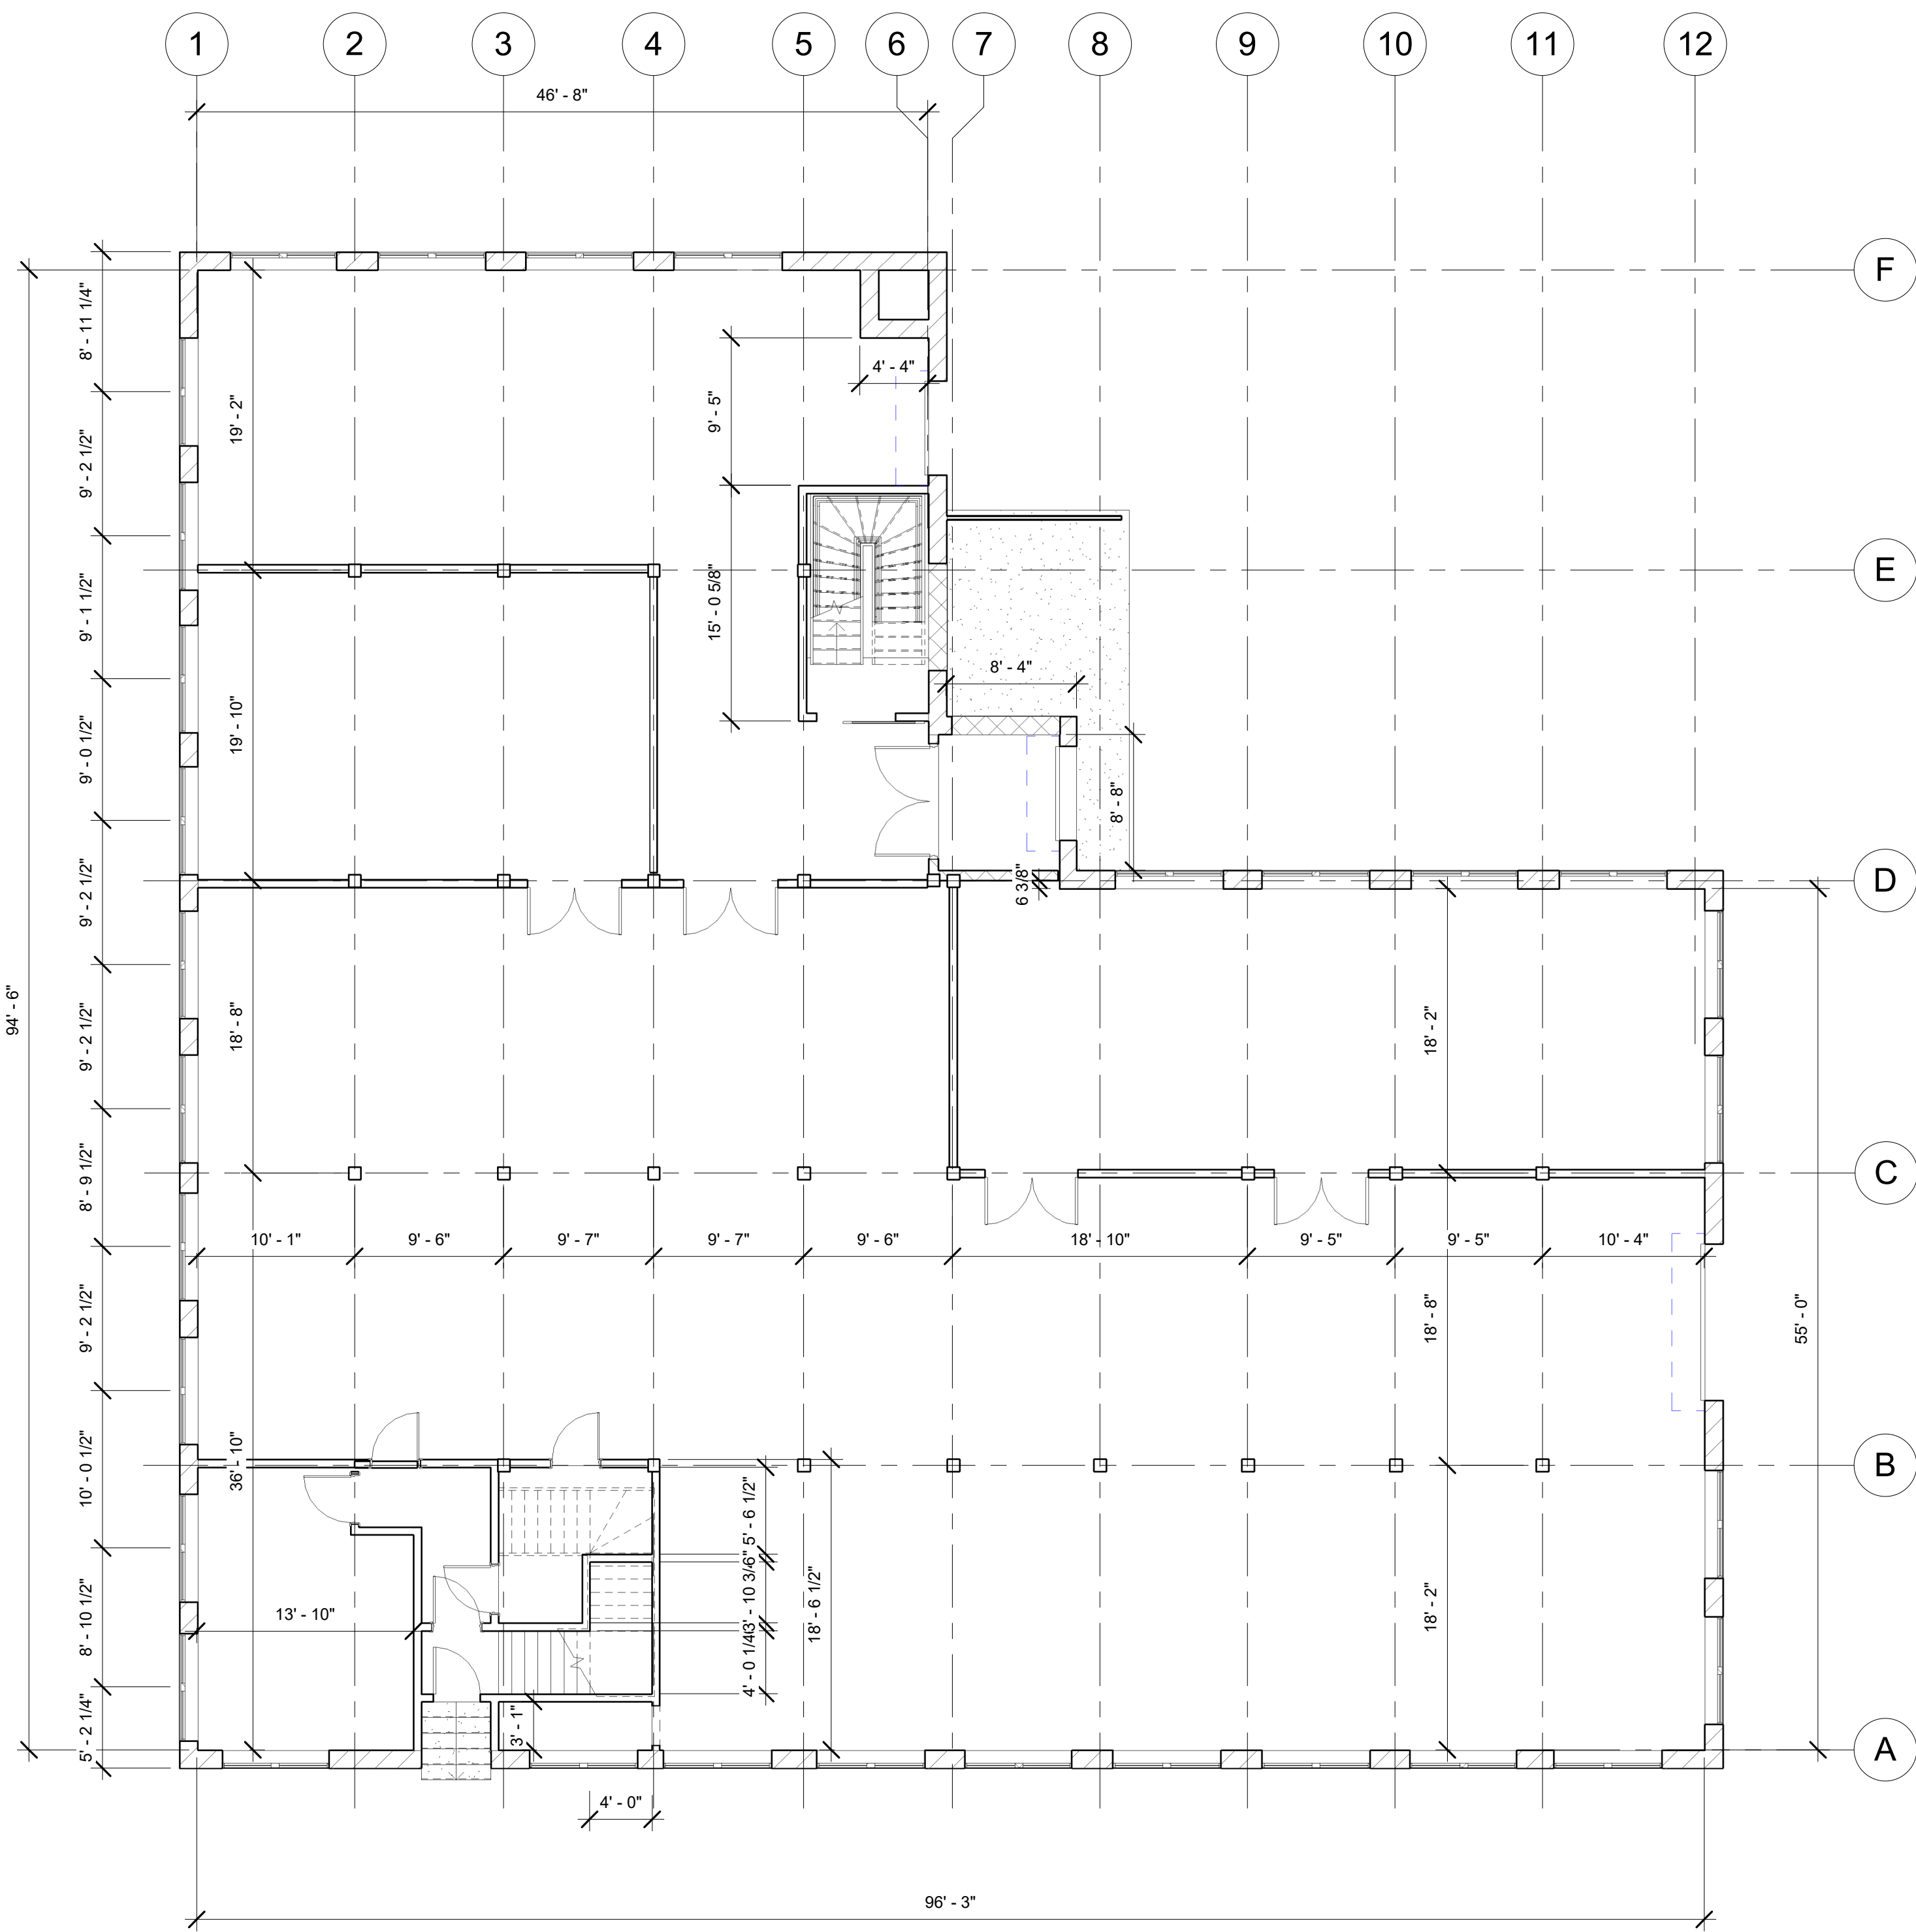 1 2 3 4 5 6 7 8 9 10 11 12
46' - 8"
F
8' - 11 1/4"
4' - 4"
19' - 2"
9' - 5"
9' - 2 1/2"
E
15' - 0 5/8"
9' - 1 1/2"
8' - 4"
19' - 10"
9' - 0 1/2"
8' - 8"
D
6 3/8"
9' - 2 1/2"
94' - 6"
18' - 8"
18' - 2"
9' - 2 1/2"
C
8' - 9 1/2"
10' - 1" 9' - 6" 9' - 7" 9' - 7" 9' - 6" 18' - 10" 9' - 5" 9' - 5" 10' - 4"
9' - 2 1/2"
18' - 8"
55' - 0"
36' - 10"
B
10' - 0 1/2"
5' - 6 1/2"
6"
3' - 10 3/4"
18' - 6 1/2"
8' - 10 1/2"
13' - 10"
18' - 2"
4' - 0 1/4"
5' - 2 1/4"
3' - 1"
A
4' - 0"
96' - 3"